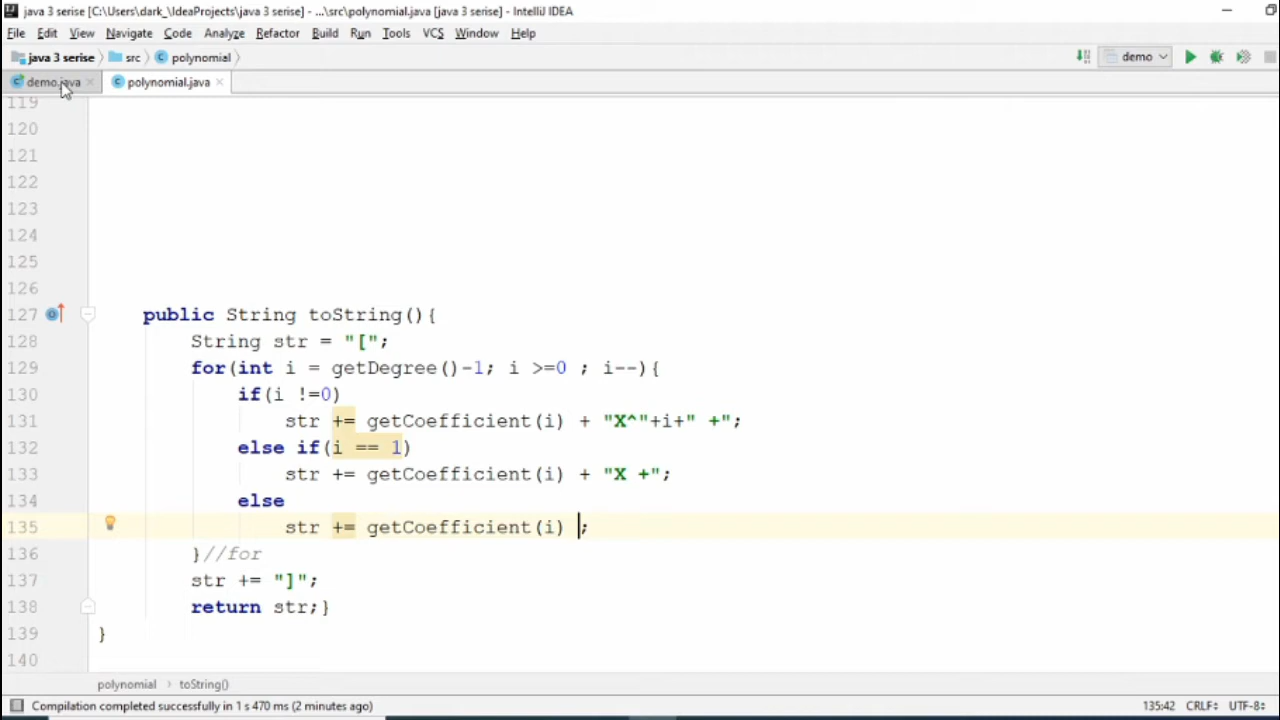 java 3 serise [C:\Users\dark_\IdeaProjects\java 3 serise] - ...\src\polynomial.java [java 3 serise] - IntelliJ IDEA
File Edit View Navigate Code Analyze Refactor Build Run Tools VCS Window Help
java 3 serise src polynomial demo
demo.java polynomial.java
119
120
121
122
123
124
125
126
127 public String toString(){
128 String str = "[";
129 for(int i = getDegree()-1; i >=0 ; i--){
130 if(i !=0)
131 str += getCoefficient(i) + "X^"+i+" +";
132 else if(i == 1)
133 str += getCoefficient(i) + "X +";
134 else
135 str += getCoefficient(i) ;
136 }//for
137 str += "]";
138 return str;}
139 }
140
polynomial toString()
Compilation completed successfully in 1 s 470 ms (2 minutes ago) 135:42 CRLF UTF-8